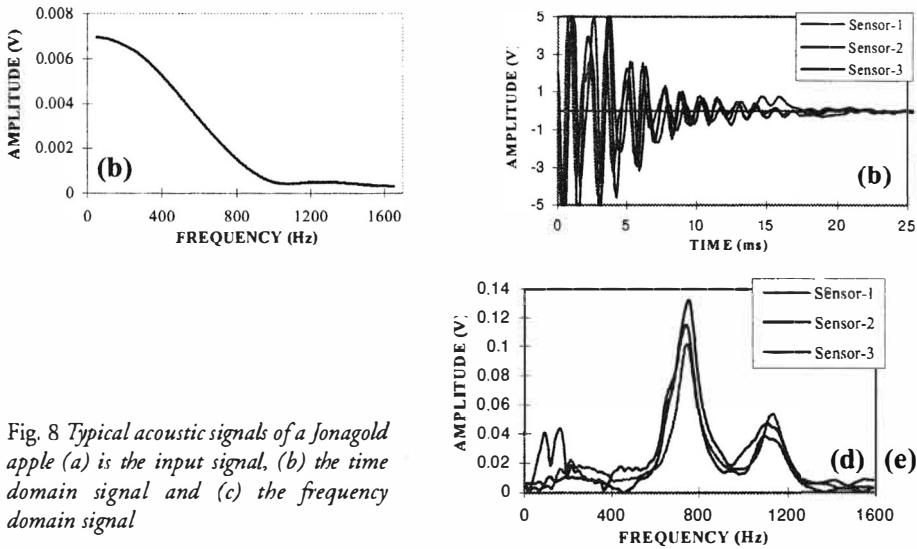 0.008
0.006
0.004
0.002
0
AMPLITUDE (V)
(b)
0 400 800 1200 1600
FREQUENCY (Hz)
5
3
1
-1
-3
-5
AMPLITUDE (V)
Sensor-1
Sensor-2
Sensor-3
(b)
0 5 10 15 20 25
TIME (ms)
0.14
0.12
0.1
0.08
0.06
0.04
0.02
0
AMPLITUDE (V)
Sensor-1
Sensor-2
Sensor-3
(d) (e)
0 400 800 1200 1600
FREQUENCY (Hz)
Fig. 8 Typical acoustic signals of a Jonagold
apple (a) is the input signal, (b) the time
domain signal and (c) the frequency
domain signal